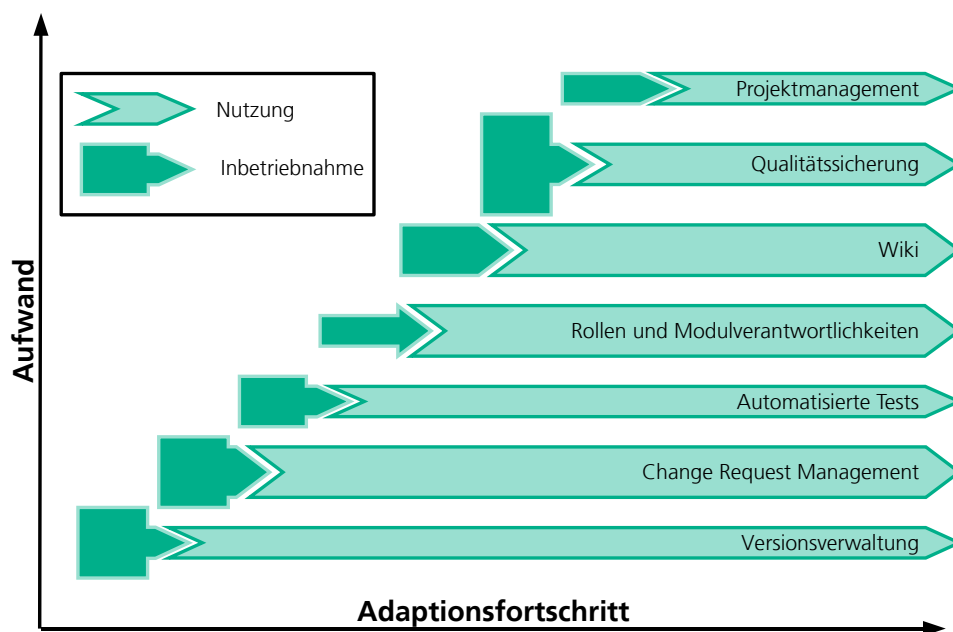 Nutzung
Inbetriebnahme
Projektmanagement
Qualitätssicherung
Wiki
Rollen und Modulverantwortlichkeiten
Automatisierte Tests
Change Request Management
Versionsverwaltung
Aufwand
Adaptionsfortschritt